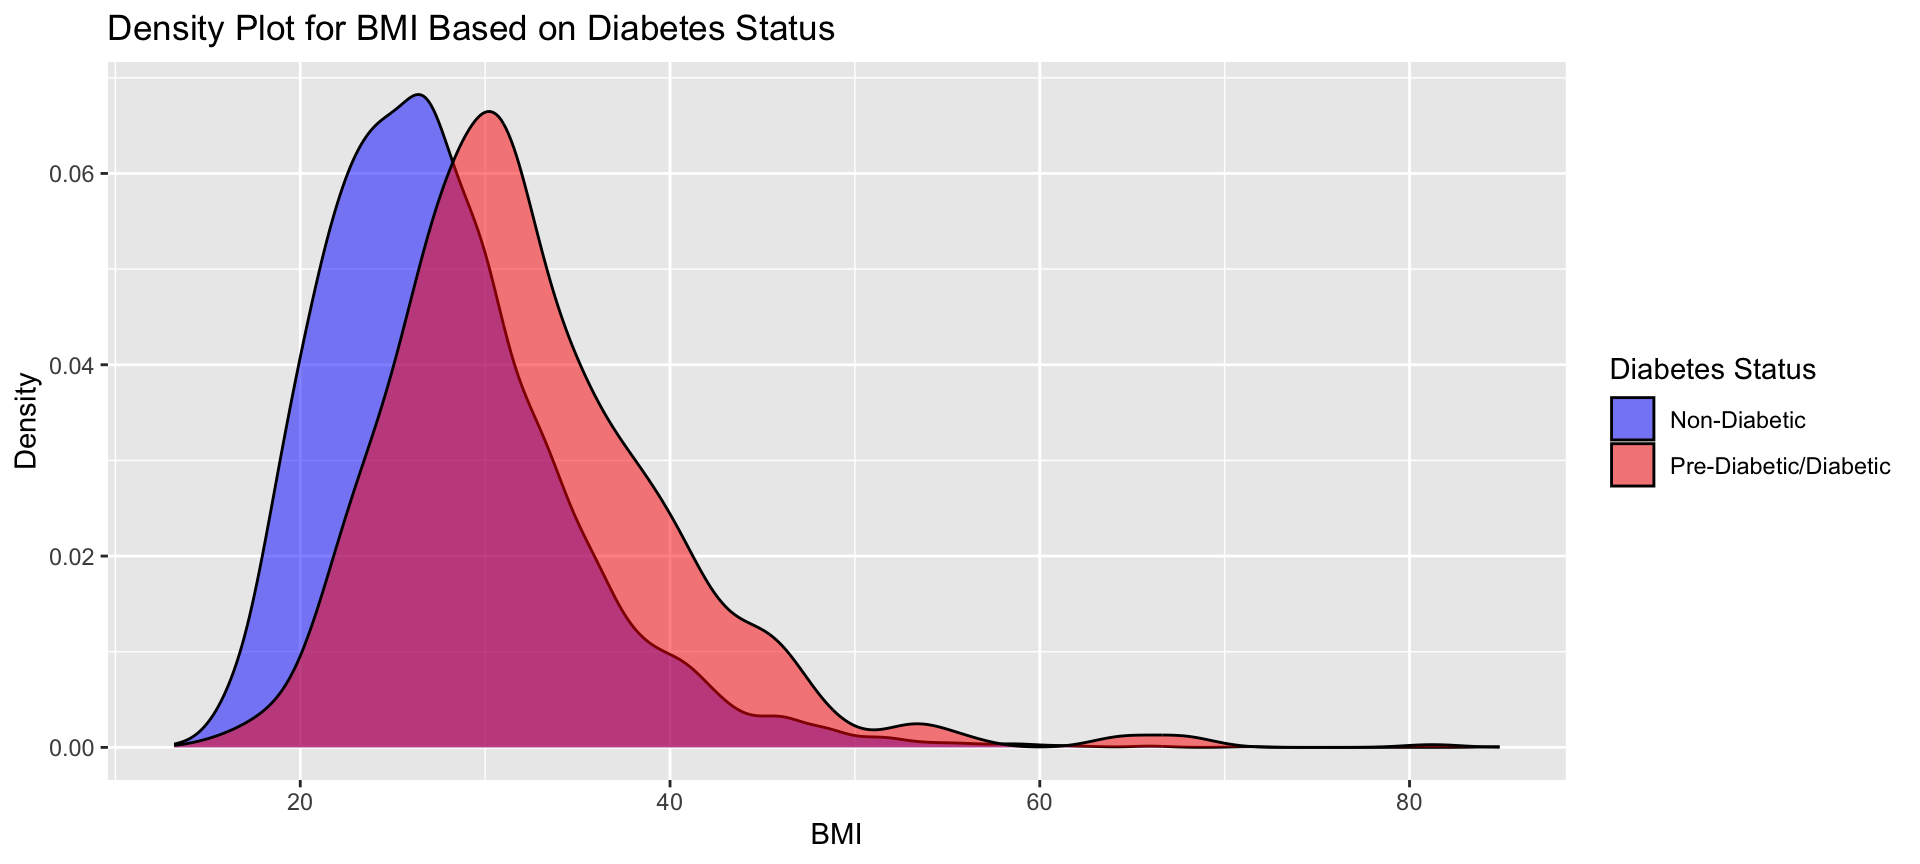 Density Plot for BMI Based on Diabetes Status
0.06
0.04
0.02
0.00
Density
20 40 60 80
BMI
Diabetes Status
Non-Diabetic
Pre-Diabetic/Diabetic